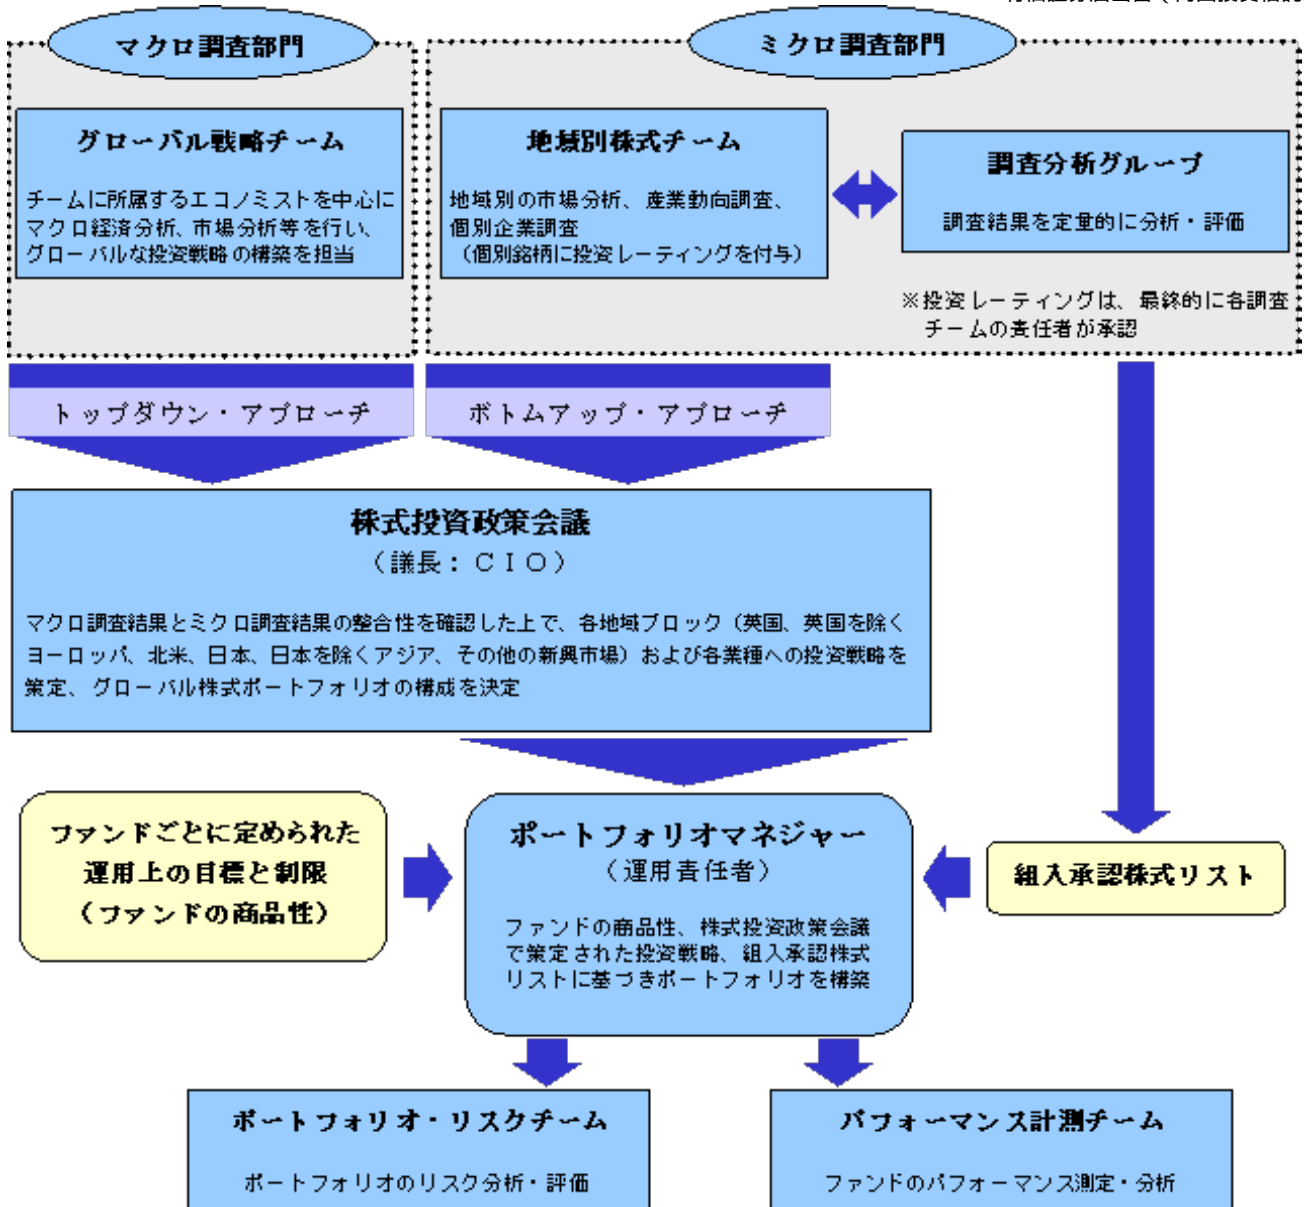 マクロ調査部門
ミクロ調査部門
グローバル戦略チーム
チームに所属するエコノミストを中心に
マクロ経済分析、市場分析等を行い、
グローバルな投資戦略の構築を担当
地域別株式チーム
地域別の市場分析、産業動向調査、
個別企業調査
（個別銘柄に投資レーティングを付与）
調査分析グループ
調査結果を定量的に分析・評価
※投資レーティングは、最終的に各調査
チームの責任者が承認
トップダウン・アプローチ
ボトムアップ・アプローチ
株式投資政策会議
（議長：ＣＩＯ）
マクロ調査結果とミクロ調査結果の整合性を確認した上で、各地域ブロック（英国、英国を除く
ヨーロッパ、北米、日本、日本を除くアジア、その他の新興市場）および各業種への投資戦略を
策定、グローバル株式ポートフォリオの構成を決定
ファンドごとに定められた
運用上の目標と制限
（ファンドの商品性）
ポートフォリオマネジャー
（運用責任者）
ファンドの商品性、株式投資政策会議
で策定された投資戦略、組入承認株式
リストに基づきポートフォリオを構築
組入承認株式リスト
ポートフォリオ・リスクチーム
ポートフォリオのリスク分析・評価
パフォーマンス計測チーム
ファンドのパフォーマンス測定・分析